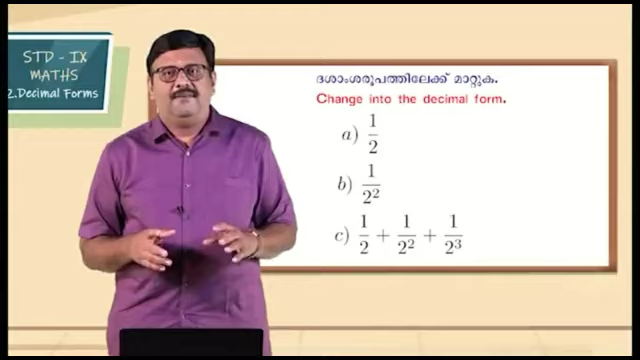 STD - IX
MATHS
2.Decimal Forms
ദശാംശരൂപത്തിലേക്ക് മാറ്റുക.
Change into the decimal form.
a) 1/2
b) 1/2²
c) 1/2 + 1/2² + 1/2³